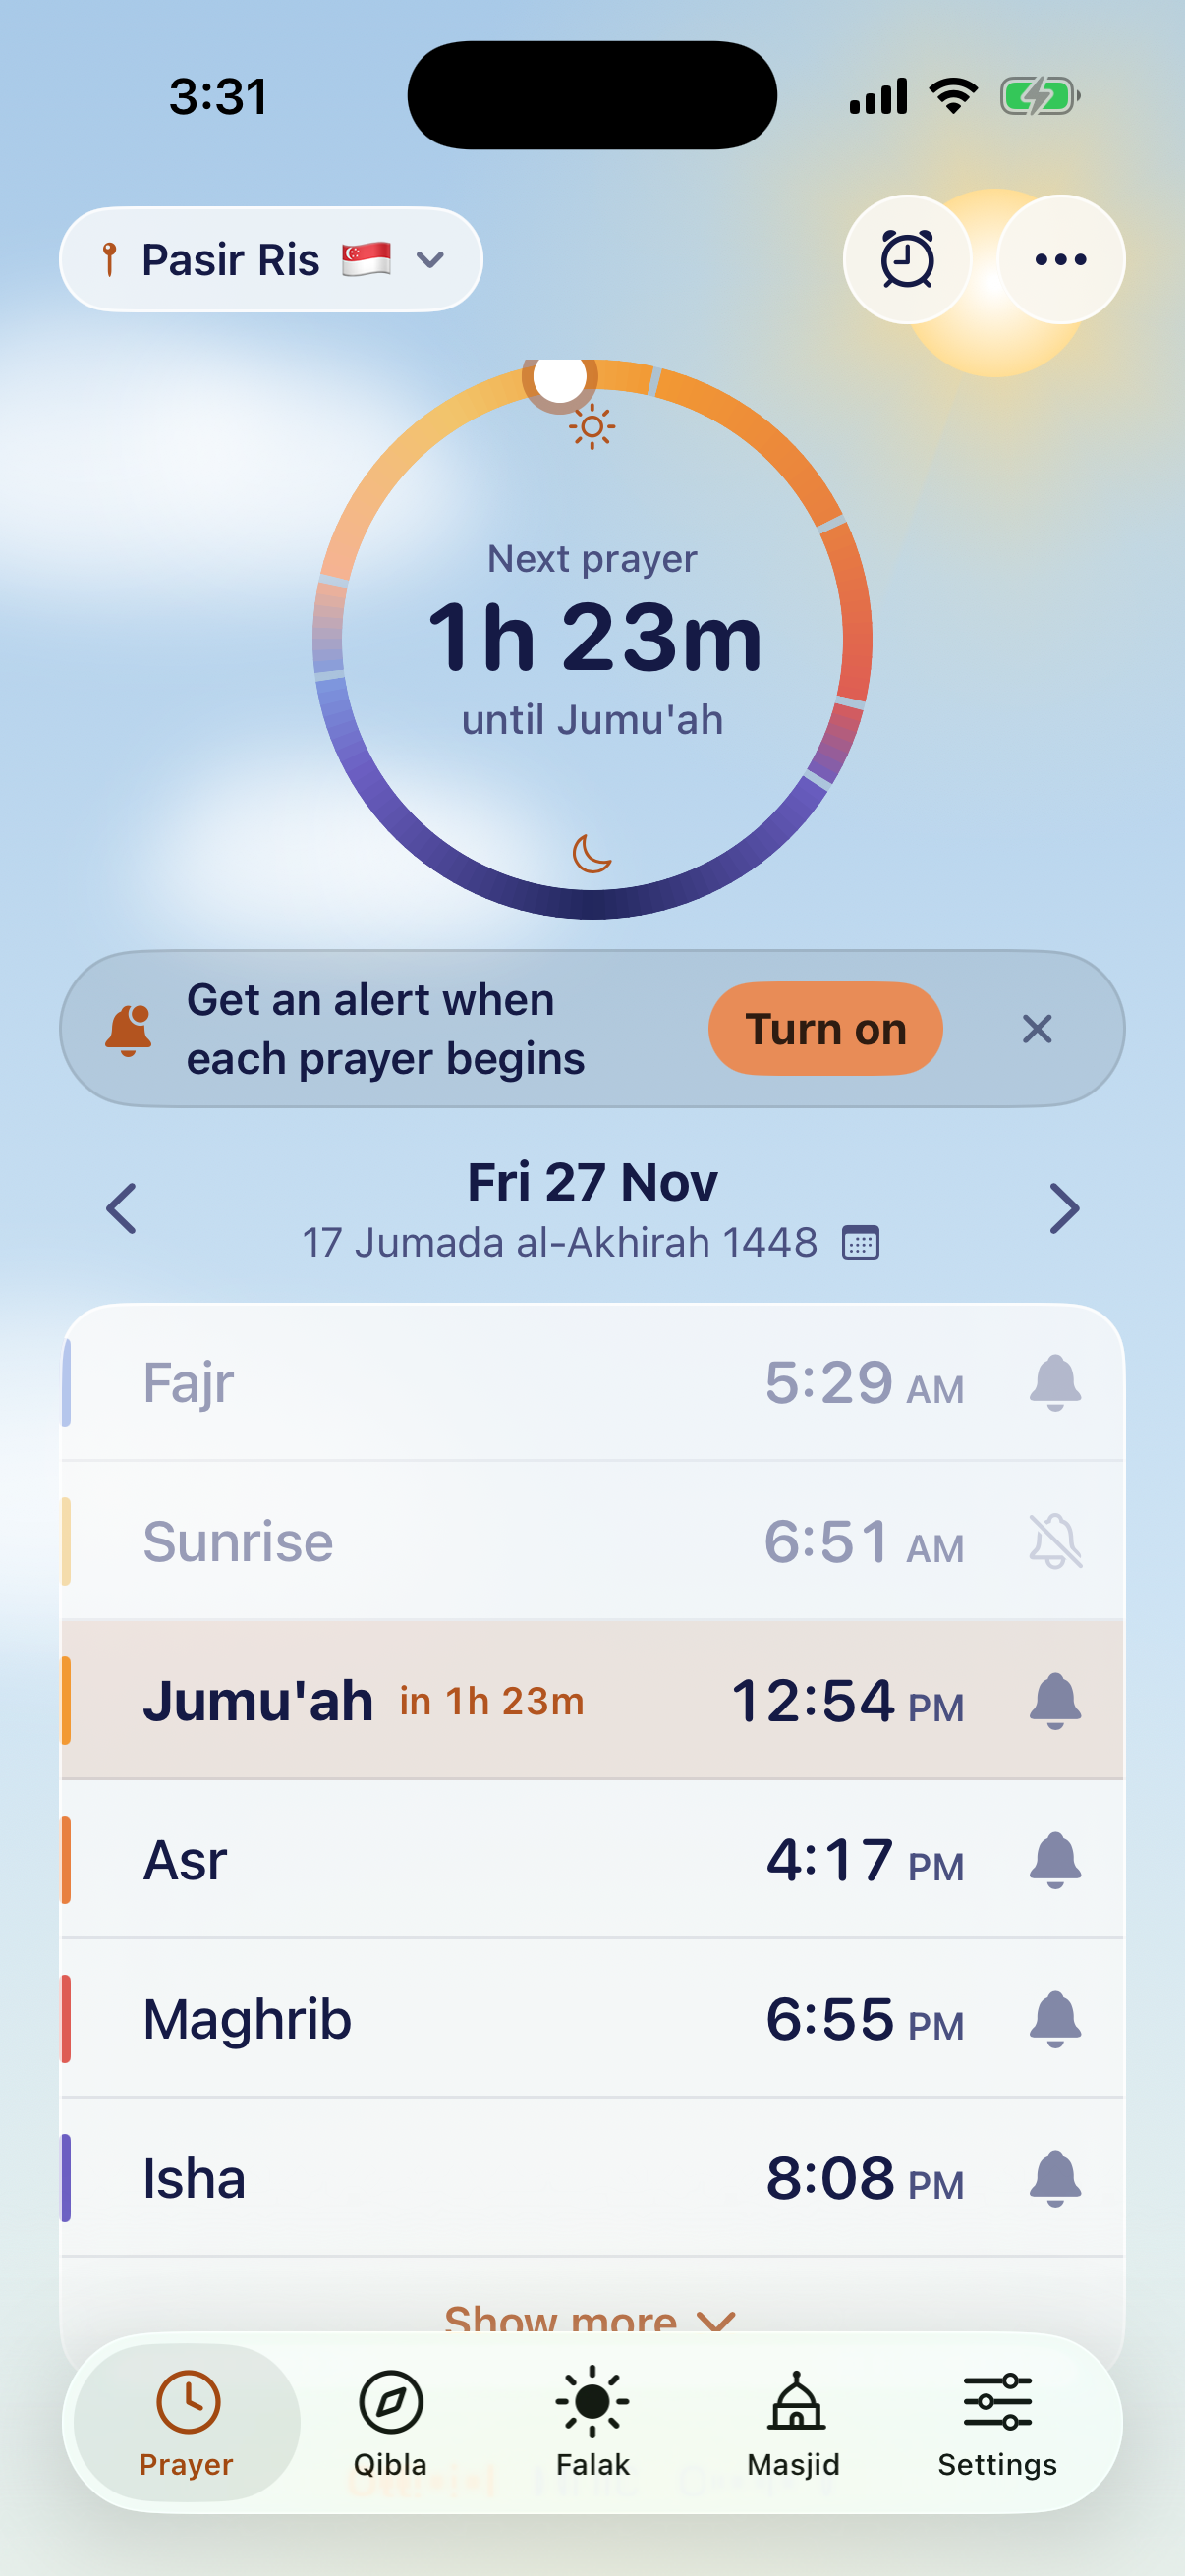 3:31
Pasir Ris 🇸🇬
Next prayer
1h 23m
until Jumu'ah
Get an alert when
each prayer begins
Turn on
Fri 27 Nov
17 Jumada al-Akhirah 1448
Fajr 5:29 AM
Sunrise 6:51 AM
Jumu'ah in 1h 23m 12:54 PM
Asr 4:17 PM
Maghrib 6:55 PM
Isha 8:08 PM
Show more
Prayer Qibla Falak Masjid Settings